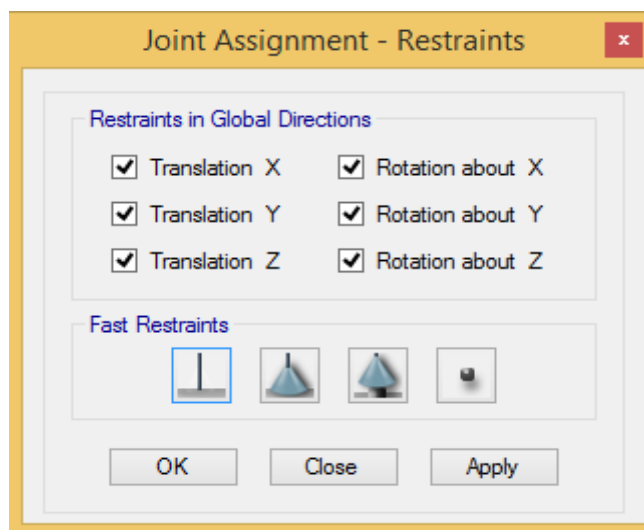 Joint Assignment - Restraints
x
Restraints in Global Directions
Translation X
Rotation about X
Translation Y
Rotation about Y
Translation Z
Rotation about Z
Fast Restraints
OK
Close
Apply